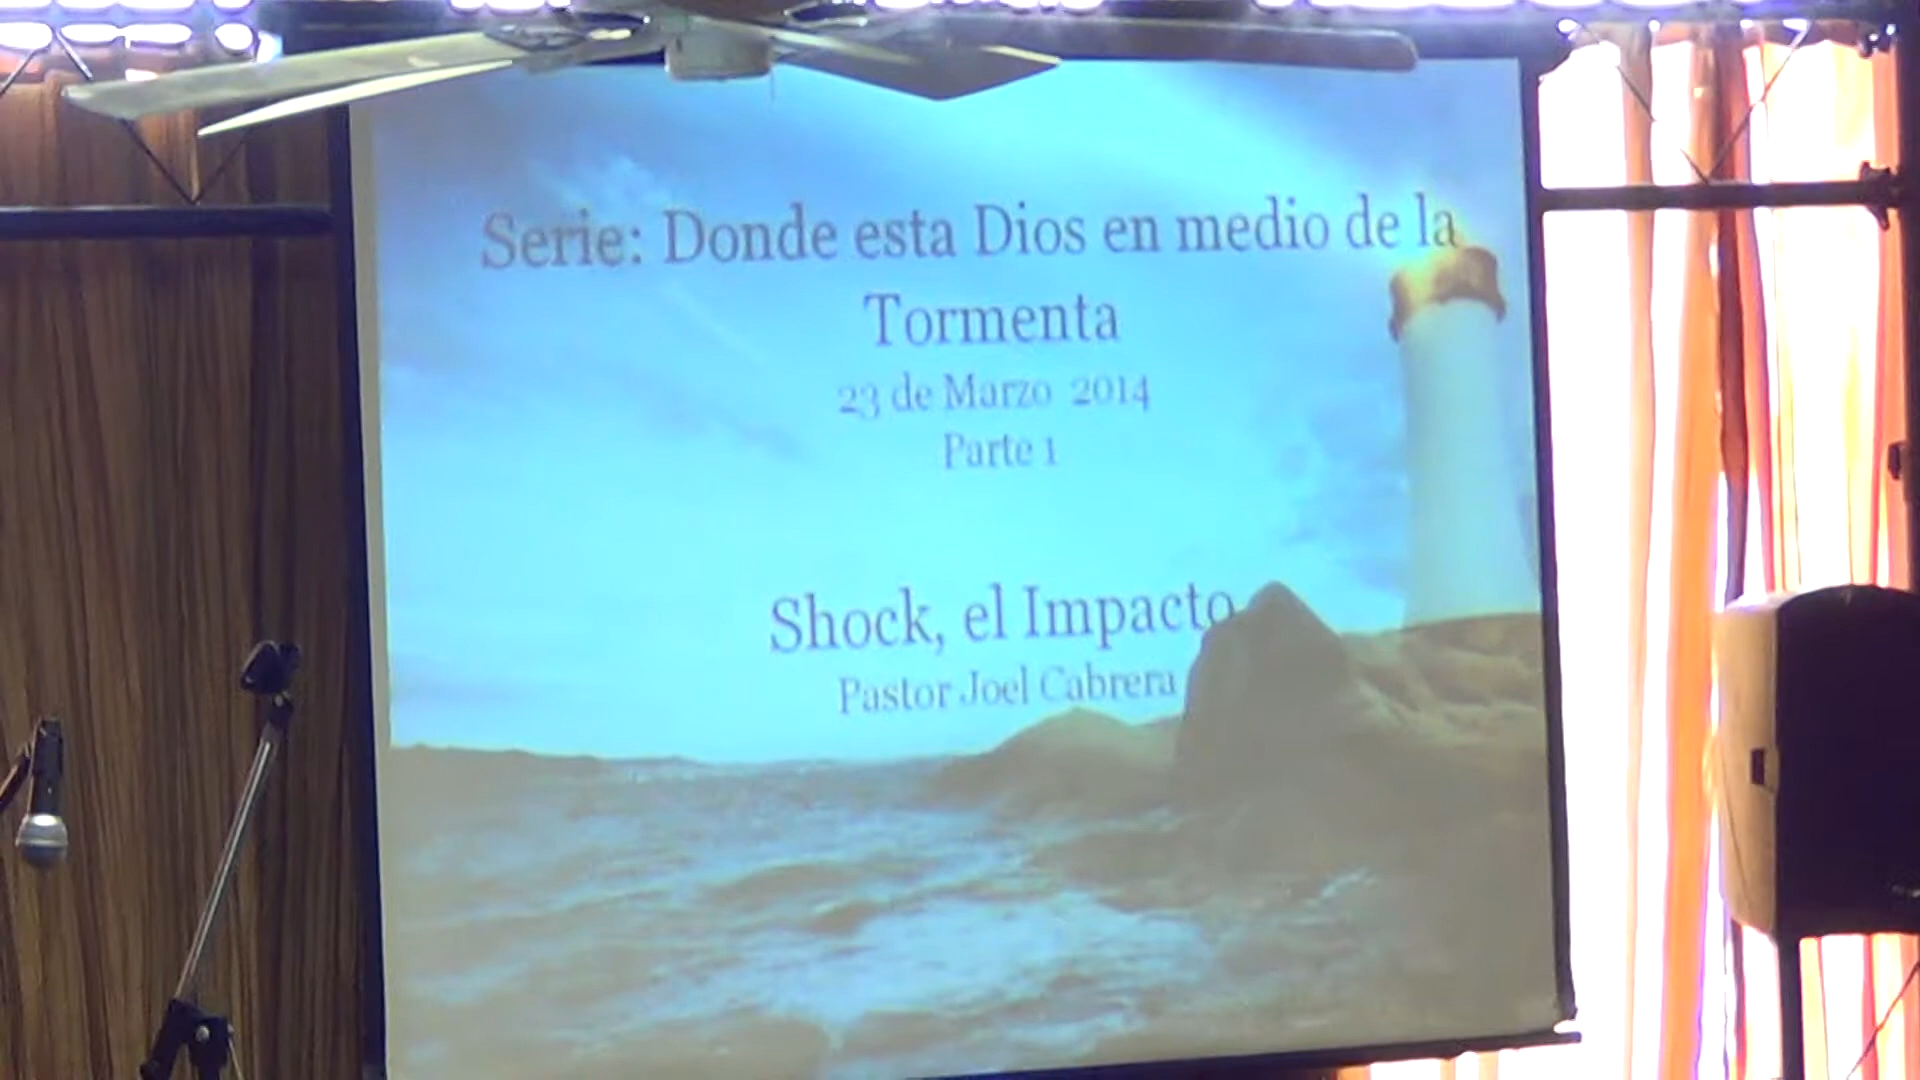 Serie: Donde esta Dios en medio de la
Tormenta
23 de Marzo 2014
Parte 1
Shock, el Impacto
Pastor Joel Cabrera